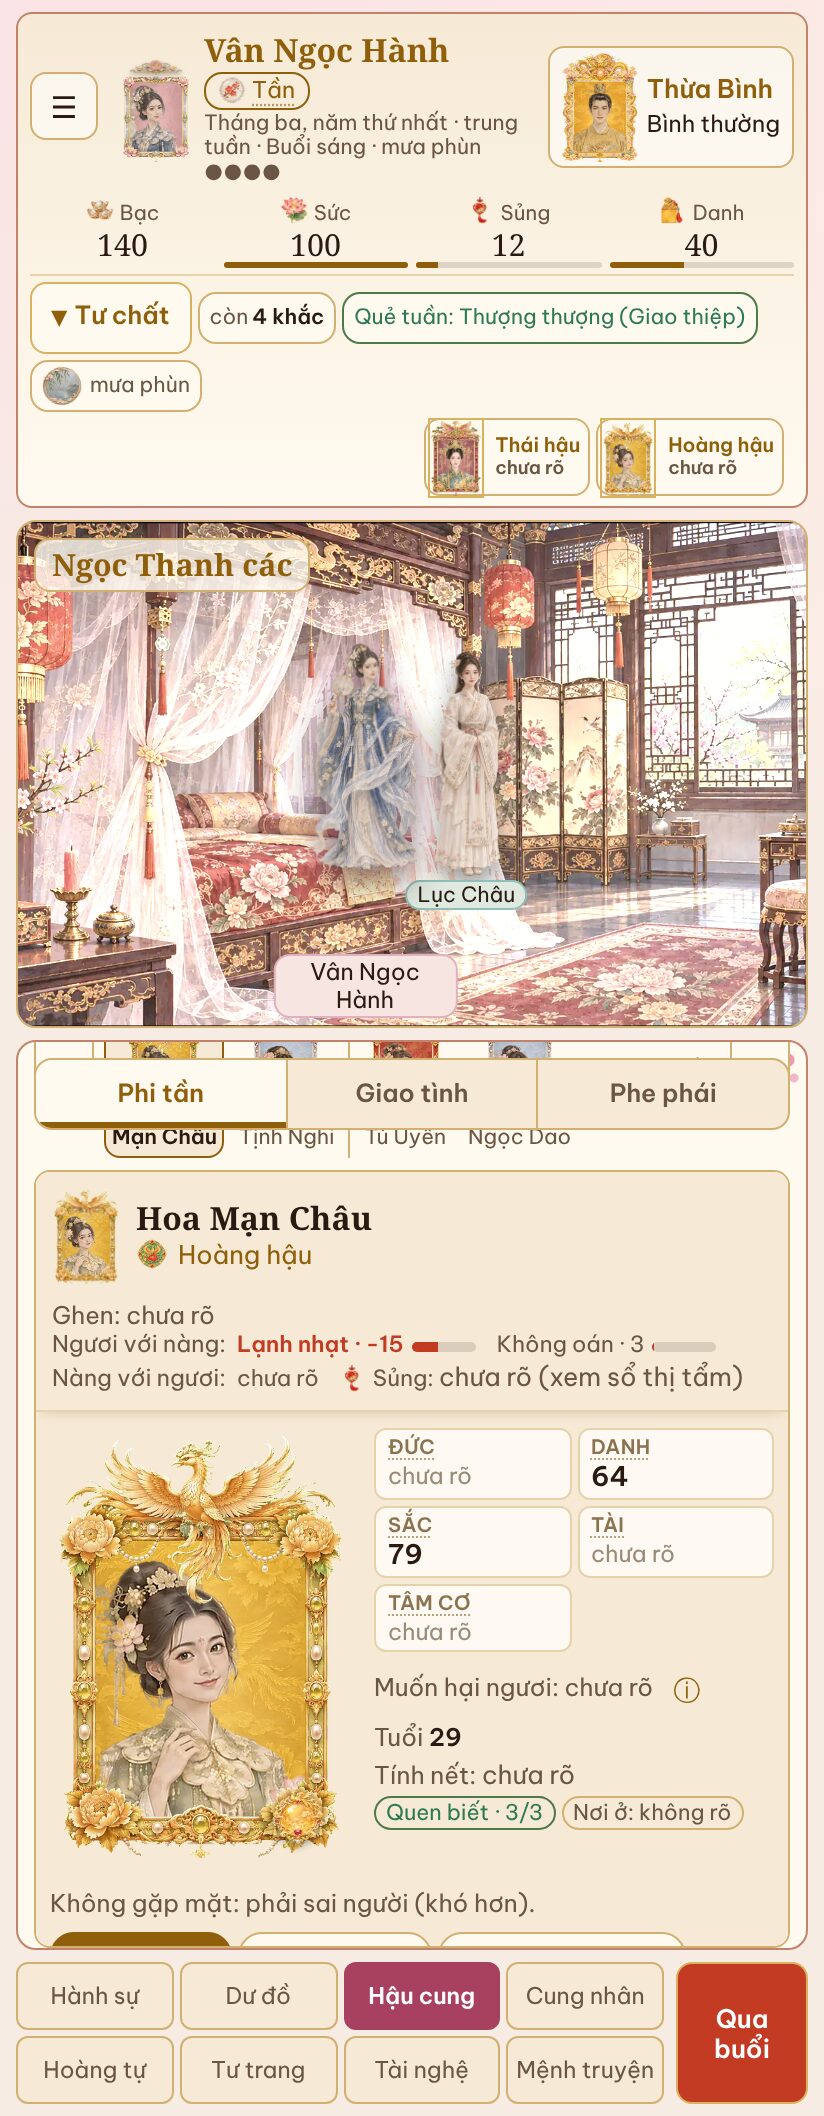 ☰
Vân Ngọc Hành
Tần
Tháng ba, năm thứ nhất · trung
tuần · Buổi sáng · mưa phùn
Thừa Bình
Bình thường
Bạc
140
Sức
100
Sủng
12
Danh
40
▼ Tư chất
còn 4 khắc
Quẻ tuần: Thượng thượng (Giao thiệp)
mưa phùn
Thái hậu
chưa rõ
Hoàng hậu
chưa rõ
Ngọc Thanh các
Lục Châu
Vân Ngọc
Hành
Phi tần
Giao tình
Phe phái
Mạn Châu
Tịnh Nghi
Tú Uyển
Ngọc Dao
Hoa Mạn Châu
Hoàng hậu
Ghen: chưa rõ
Ngươi với nàng: Lạnh nhạt · -15 Không oán · 3
Nàng với ngươi: chưa rõ Sủng: chưa rõ (xem sổ thị tẩm)
ĐỨC
chưa rõ
DANH
64
SẮC
79
TÀI
chưa rõ
TÂM CƠ
chưa rõ
Muốn hại ngươi: chưa rõ ⓘ
Tuổi 29
Tính nết: chưa rõ
Quen biết · 3/3
Nơi ở: không rõ
Không gặp mặt: phải sai người (khó hơn).
Hành sự
Dư đồ
Hậu cung
Cung nhân
Qua
buổi
Hoàng tự
Tư trang
Tài nghệ
Mệnh truyện